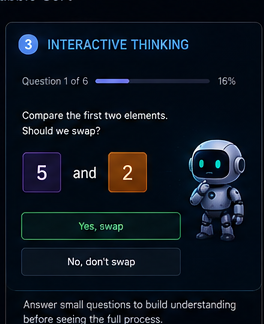 3 INTERACTIVE THINKING
Question 1 of 6 16%
Compare the first two elements.
Should we swap?
5 and 2
Yes, swap
No, don't swap
Answer small questions to build understanding
before seeing the full process.